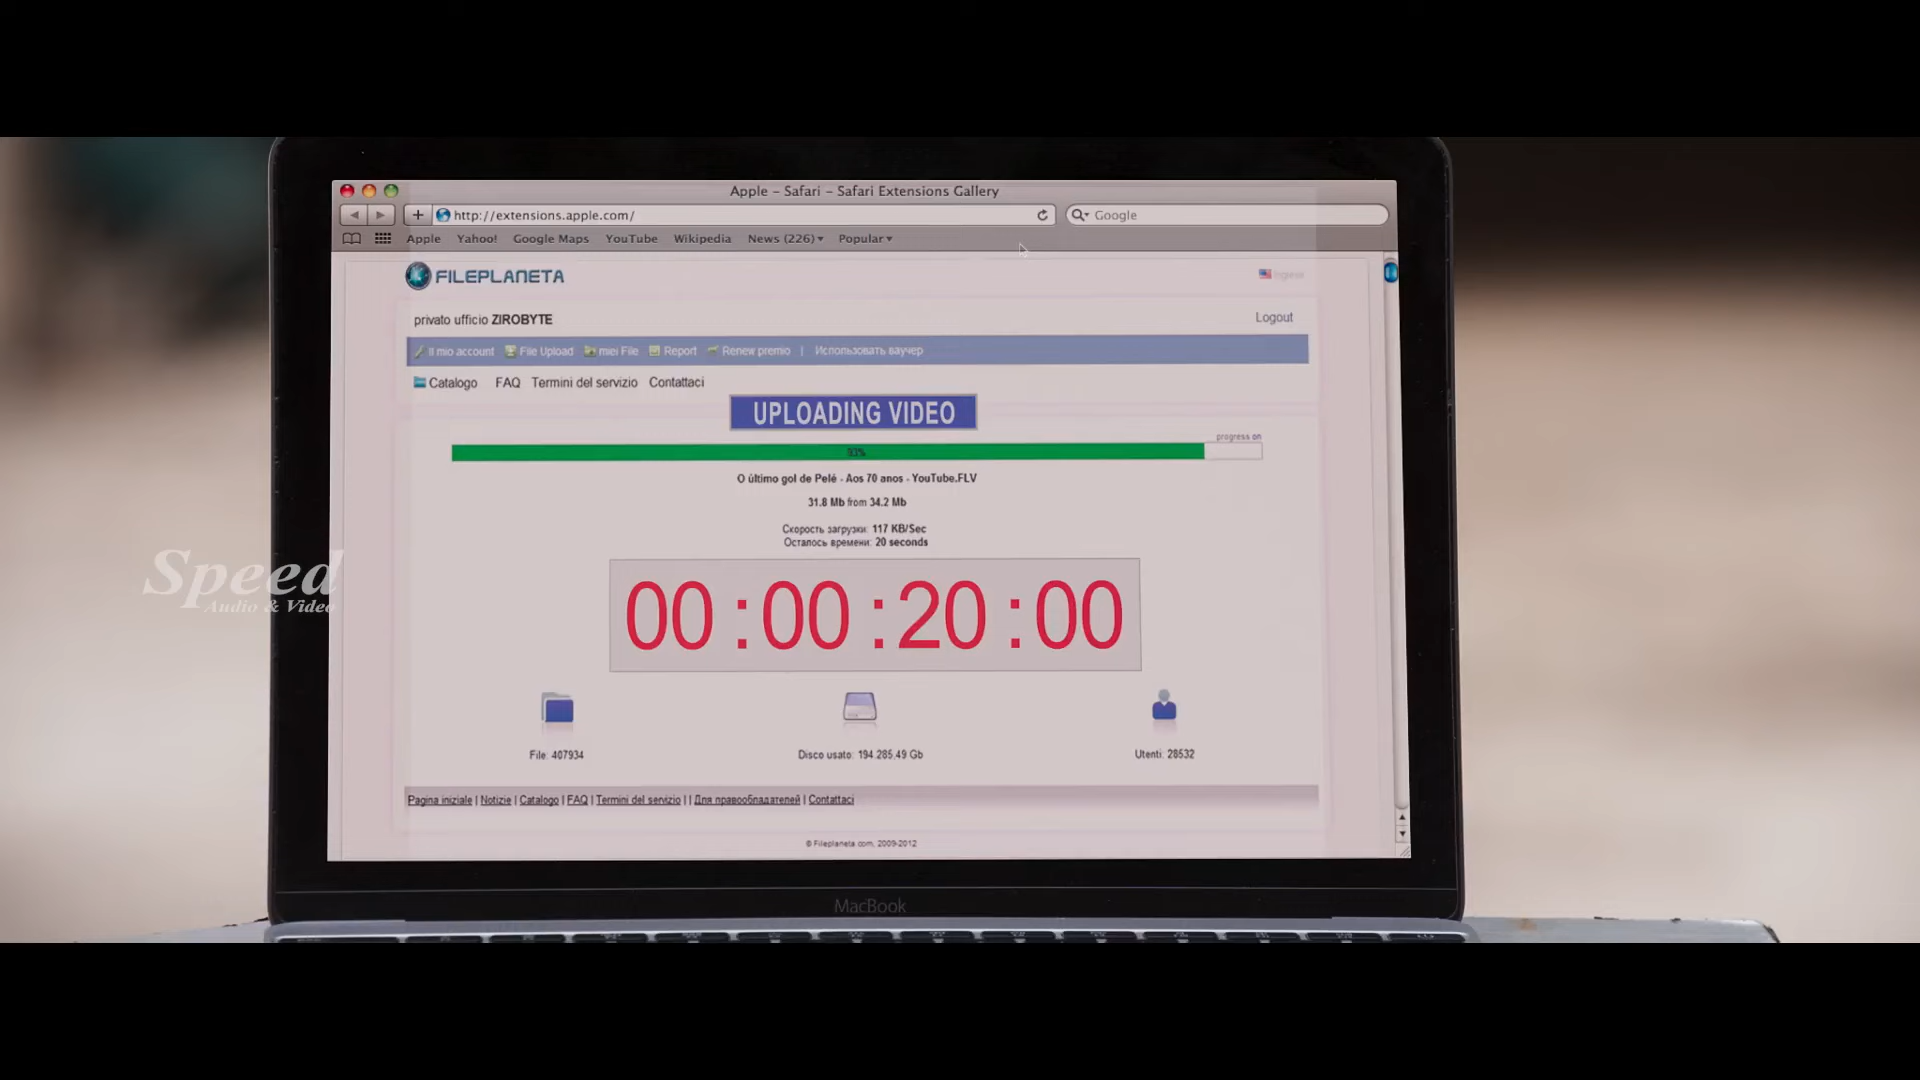 Apple – Safari – Safari Extensions Gallery
http://extensions.apple.com/
Google
Apple Yahoo! Google Maps YouTube Wikipedia News (226) Popular
FILEPLANETA
Inglese
privato ufficio ZIROBYTE
Logout
Il mio account File Upload miei File Report Renew premio | Использовать ваучер
Catalogo FAQ Termini del servizio Contattaci
UPLOADING VIDEO
progress on
93%
O último gol de Pelé - Aos 70 anos - YouTube.FLV
31.8 Mb from 34.2 Mb
Скорость загрузки: 117 KB/Sec
Осталось времени: 20 seconds
00:00:20:00
File: 407934
Disco usato: 194.285,49 Gb
Utenti: 28532
Pagina iniziale | Notizie | Catalogo | FAQ | Termini del servizio | | Для правообладателей | Contattaci
© Fileplaneta.com, 2009-2012
MacBook
Speed
Audio & Video